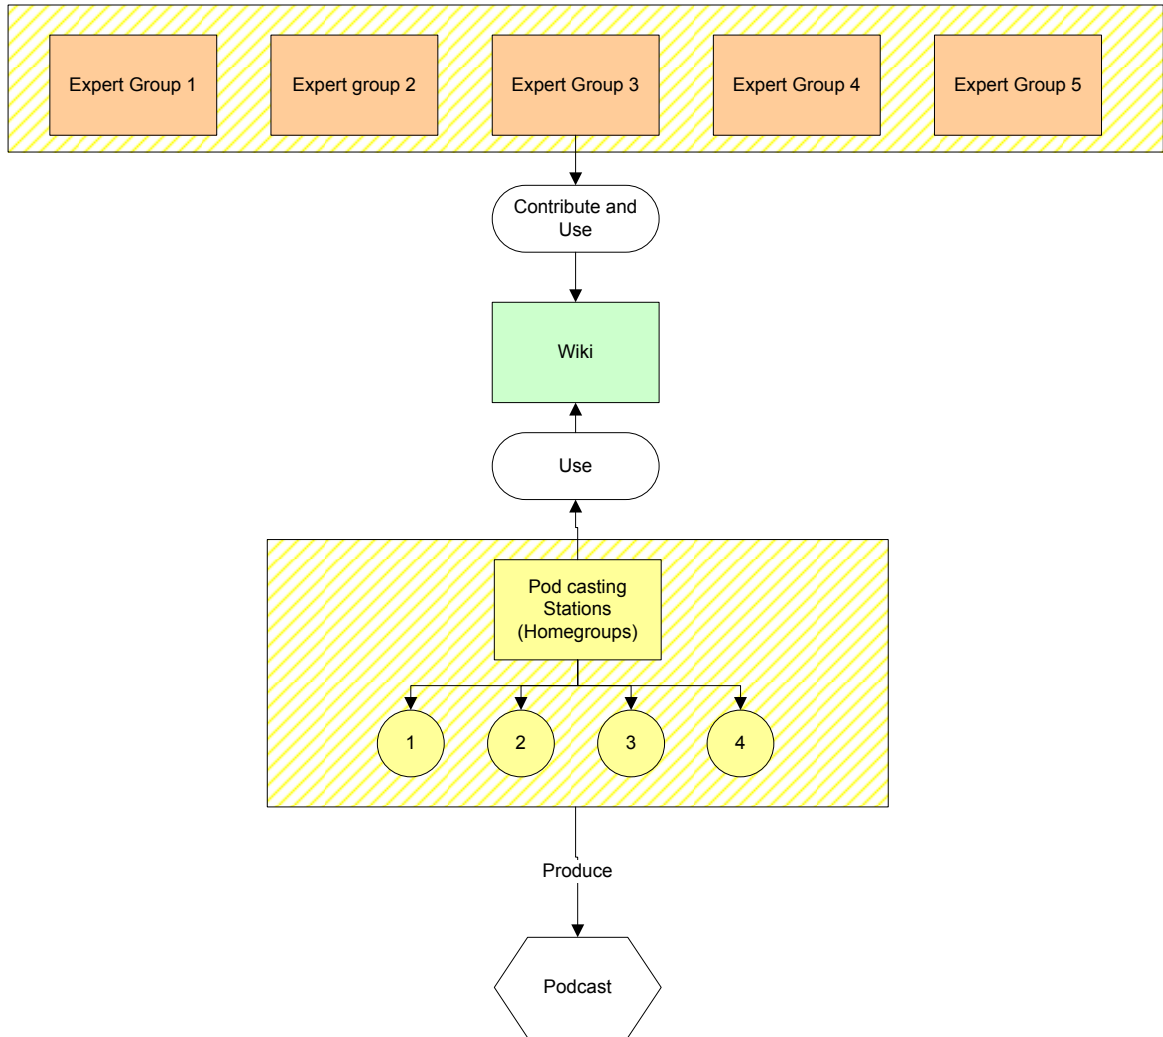 Expert Group 1
Expert group 2
Expert Group 3
Expert Group 4
Expert Group 5
Contribute and
Use
Wiki
Use
Pod casting
Stations
(Homegroups)
1
2
3
4
Produce
Podcast